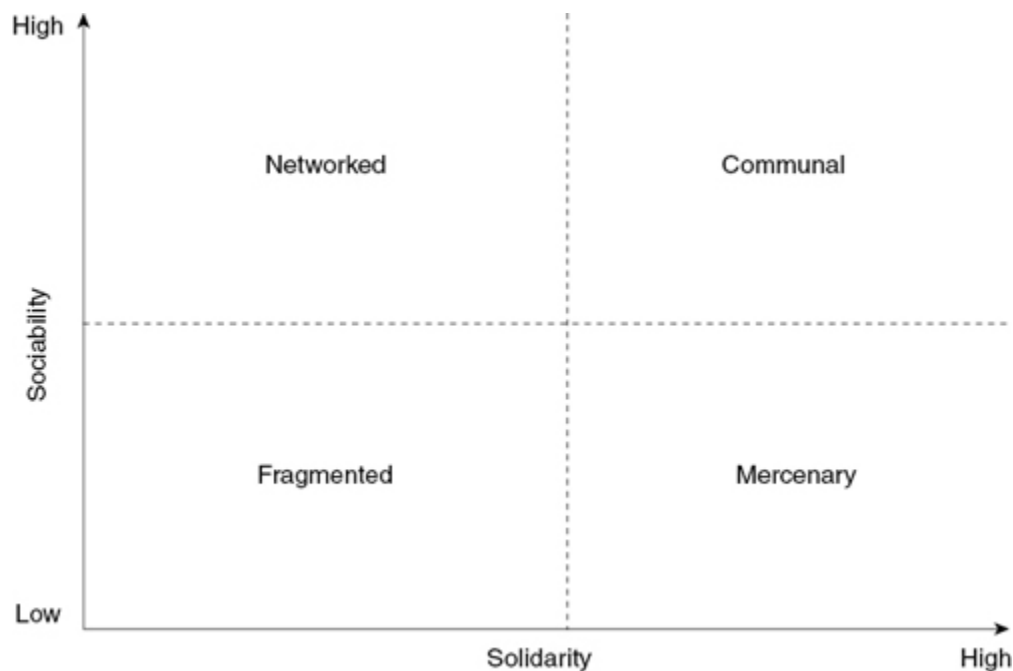 High
Networked
Communal
Sociability
Fragmented
Mercenary
Low
Solidarity
High